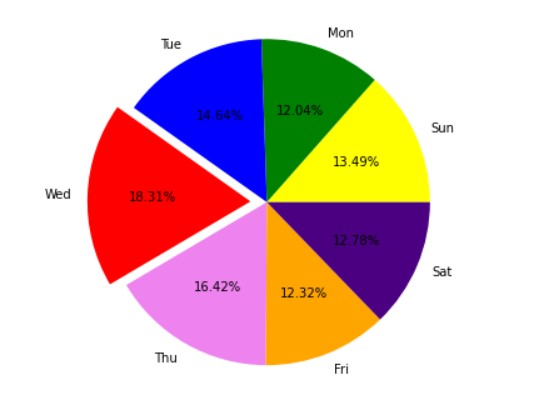 Mon
Tue
Sun
Wed
Sat
Thu
Fri
12.04%
14.64%
13.49%
18.31%
12.78%
16.42%
12.32%